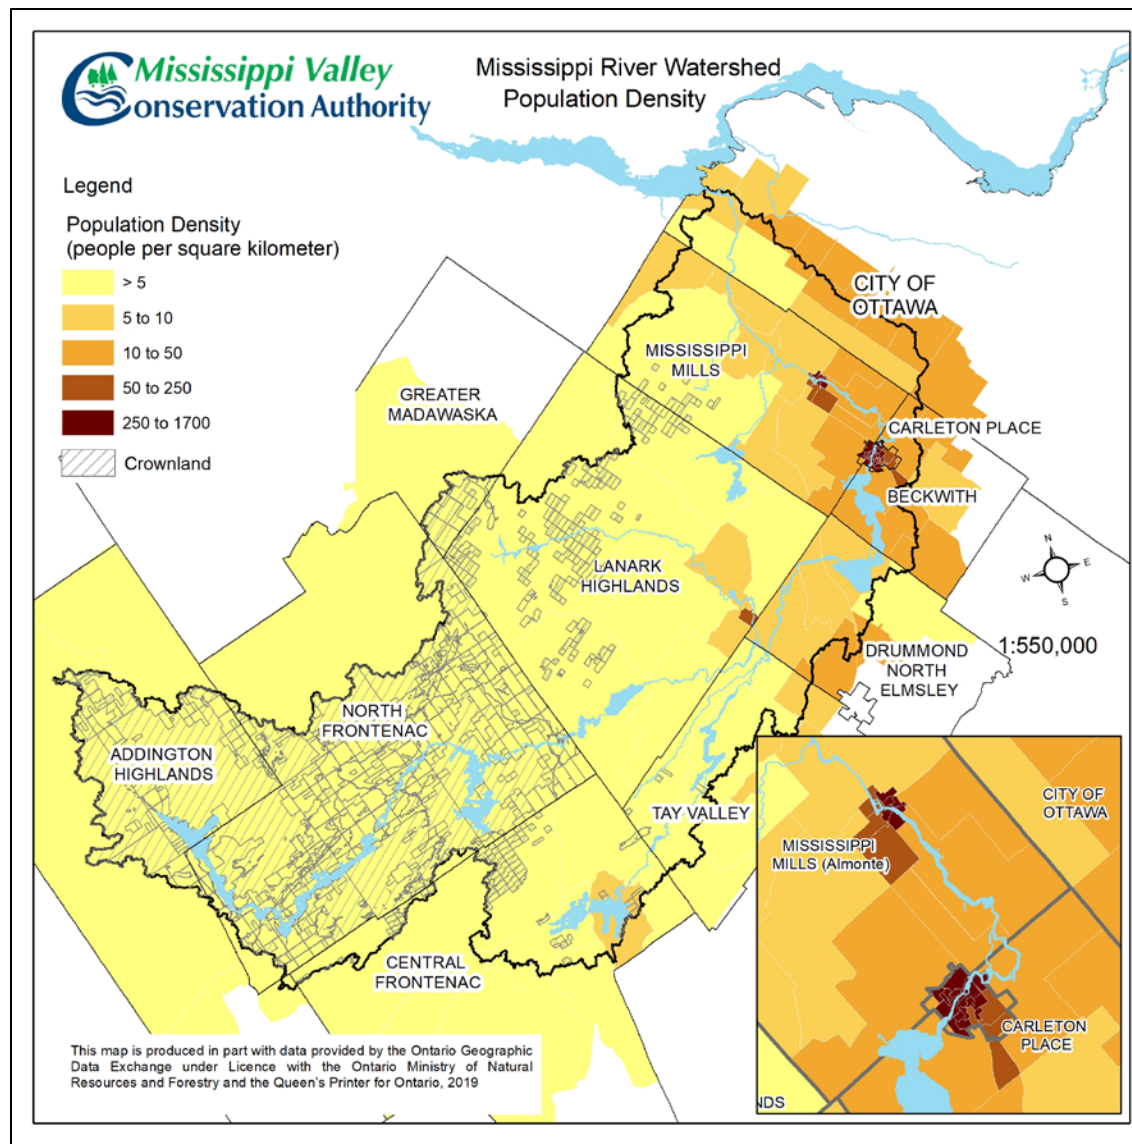 Mississippi Valley
Conservation Authority
Mississippi River Watershed
Population Density
Legend
Population Density
(people per square kilometer)
> 5
5 to 10
10 to 50
50 to 250
250 to 1700
Crownland
CITY OF
OTTAWA
MISSISSIPPI
MILLS
GREATER
MADAWASKA
CARLETON PLACE
BECKWITH
LANARK
HIGHLANDS
N
W
E
S
1:550,000
DRUMMOND
NORTH
ELMSLEY
NORTH
FRONTENAC
ADDINGTON
HIGHLANDS
TAY VALLEY
CENTRAL
FRONTENAC
CITY OF
OTTAWA
MISSISSIPPI
MILLS (Almonte)
CARLETON
PLACE
NDS
This map is produced in part with data provided by the Ontario Geographic
Data Exchange under Licence with the Ontario Ministry of Natural
Resources and Forestry and the Queen's Printer for Ontario, 2019